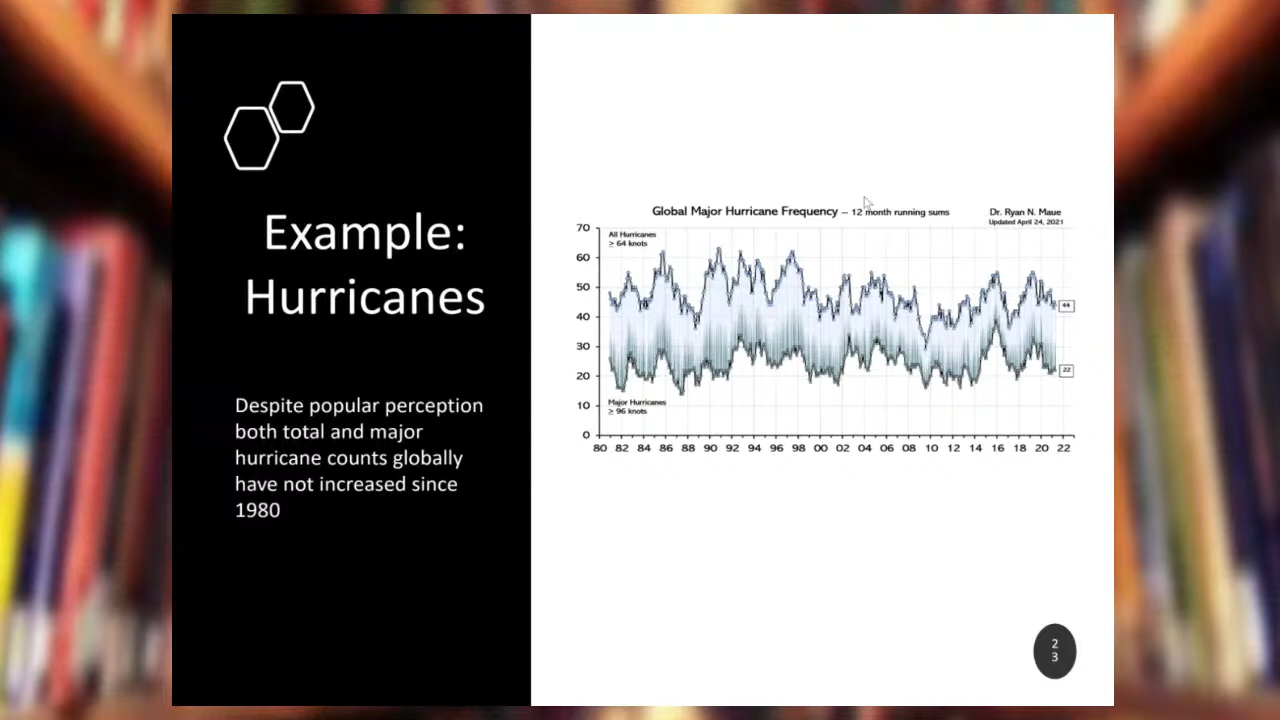 Example:
Hurricanes
Despite popular perception
both total and major
hurricane counts globally
have not increased since
1980
Global Major Hurricane Frequency – 12 month running sums
Dr. Ryan N. Maue
Updated April 24, 2021
All Hurricanes
≥ 64 knots
70
60
50
40
30
20
10
0
44
22
Major Hurricanes
≥ 96 knots
80 82 84 86 88 90 92 94 96 98 00 02 04 06 08 10 12 14 16 18 20 22
2
3